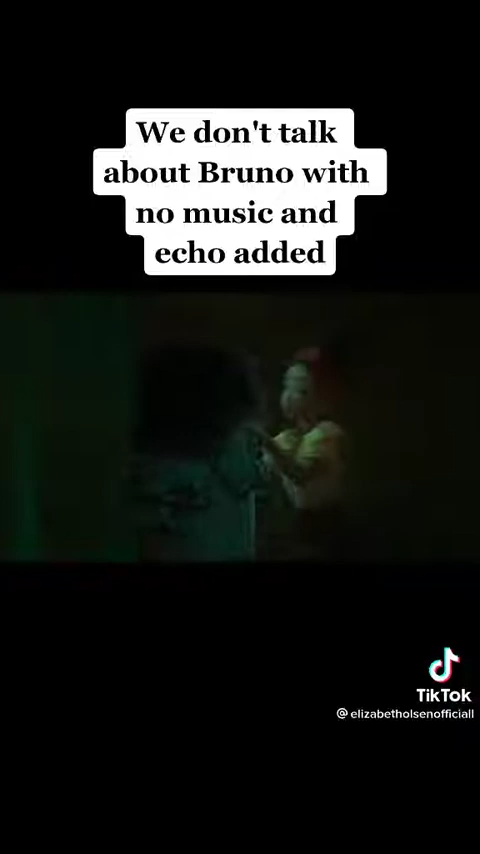 We don't talk
about Bruno with
no music and
echo added
TikTok
@elizabetholsenofficiall